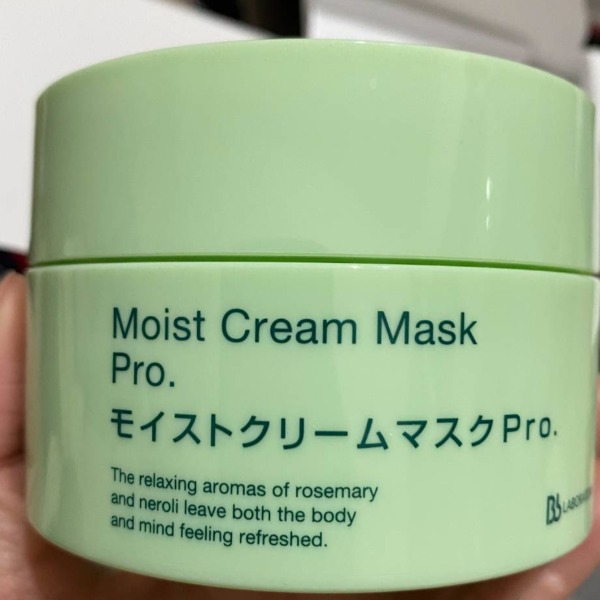 Moist Cream Mask
Pro.
モイストクリームマスクPro.
The relaxing aromas of rosemary
and neroli leave both the body
and mind feeling refreshed.
Bb